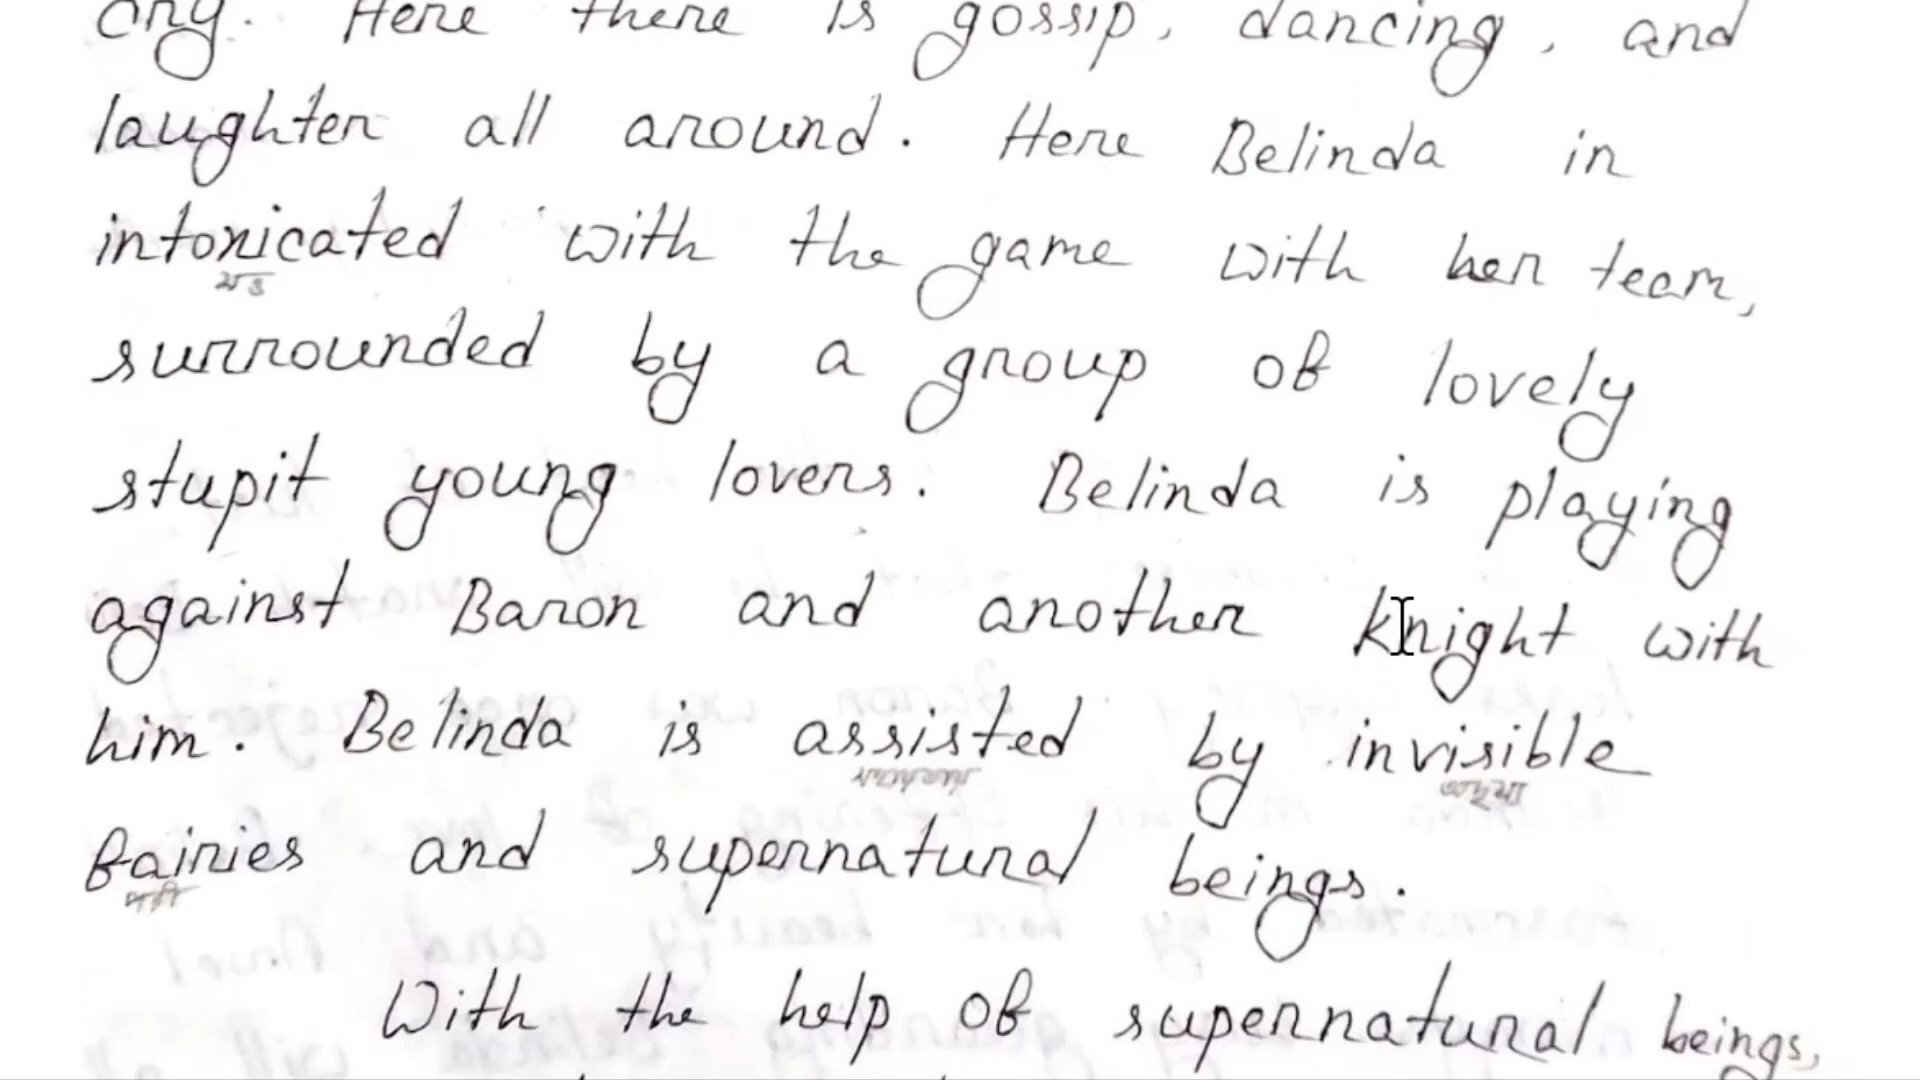 cry. Here there is gossip, dancing, and
laughter all around. Here Belinda in
intoxicated with the game with her team,
surrounded by a group of lovely
stupit young lovers. Belinda is playing
against Baron and another knight with
him. Belinda is assisted by invisible
fairies and supernatural beings.
With the help of supernatural beings,